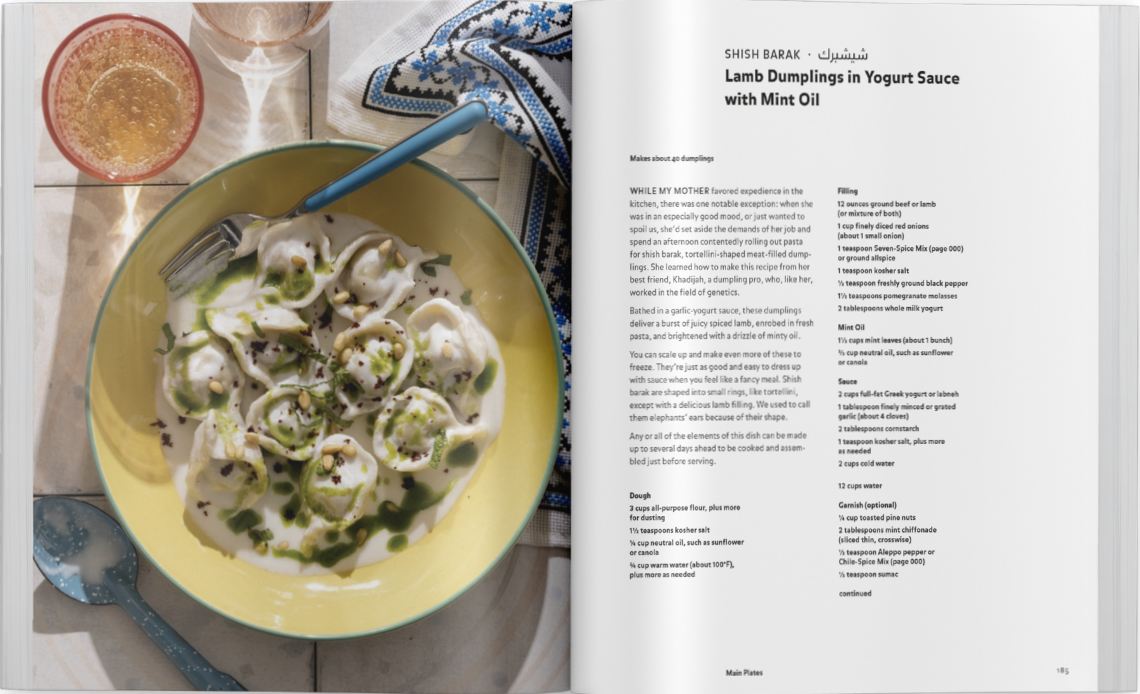 SHISH BARAK · شيشبرك
Lamb Dumplings in Yogurt Sauce
with Mint Oil
Makes about 40 dumplings
WHILE MY MOTHER favored expedience in the
kitchen, there was one notable exception: when she
was in an especially good mood, or just wanted to
spoil us, she'd set aside the demands of her job and
spend an afternoon contentedly rolling out pasta
for shish barak, tortellini-shaped meat-filled dump-
lings. She learned how to make this recipe from her
best friend, Khadijah, a dumpling pro, who, like her,
worked in the field of genetics.
Bathed in a garlic-yogurt sauce, these dumplings
deliver a burst of juicy spiced lamb, enrobed in fresh
pasta, and brightened with a drizzle of minty oil.
You can scale up and make even more of these to
freeze. They're just as good and easy to dress up
with sauce when you feel like a fancy meal. Shish
barak are shaped into small rings, like tortellini,
except with a delicious lamb filling. We used to call
them elephants' ears because of their shape.
Any or all of the elements of this dish can be made
up to several days ahead to be cooked and assem-
bled just before serving.
Dough
3 cups all-purpose flour, plus more
for dusting
teaspoons kosher salt
¼ cup neutral oil, such as sunflower
or canola
¾ cup warm water (about 100°F),
plus more as needed
Filling
12 ounces ground beef or lamb
(or mixture of both)
1 cup finely diced red onions
(about 1 small onion)
1 teaspoon Seven-Spice Mix (page 000)
or ground allspice
1 teaspoon kosher salt
½ teaspoon freshly ground black pepper
1½ teaspoons pomegranate molasses
2 tablespoons whole milk yogurt
Mint Oil
1½ cups mint leaves (about 1 bunch)
cup neutral oil, such as sunflower
or canola
Sauce
2 cups full-fat Greek yogurt or labneh
1 tablespoon finely minced or grated
garlic (about 4 cloves)
2 tablespoons cornstarch
1 teaspoon kosher salt, plus more
as needed
2 cups cold water
12 cups water
Garnish (optional)
¼ cup toasted pine nuts
2 tablespoons mint chiffonade
(sliced thin, crosswise)
½ teaspoon Aleppo pepper or
Chile-Spice Mix (page 000)
½ teaspoon sumac
continued
Main Plates
185